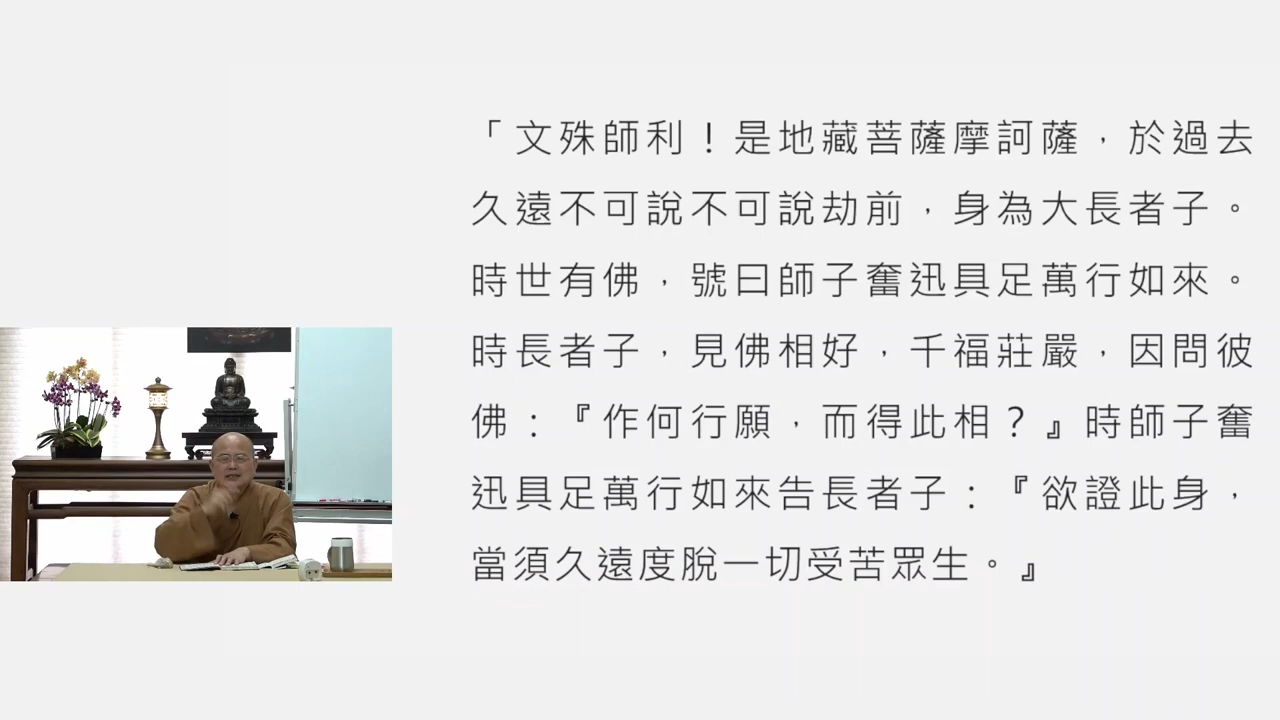 「文殊師利！是地藏菩薩摩訶薩，於過去
久遠不可說不可說劫前，身為大長者子。
時世有佛，號曰師子奮迅具足萬行如來。
時長者子，見佛相好，千福莊嚴，因問彼
佛：『作何行願，而得此相？』時師子奮
迅具足萬行如來告長者子：『欲證此身，
當須久遠度脫一切受苦眾生。』